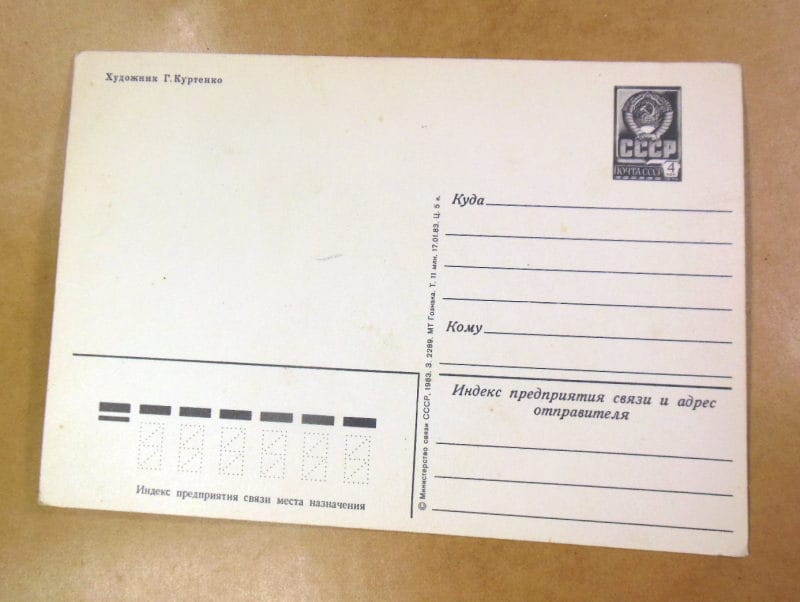 Художник Г. Куртенко
СССР
ПОЧТА СССР
4
Куда
Кому
Индекс предприятия связи и адрес
отправителя
© Министерство связи СССР, 1983. З. 2269. МТ Гознака. Т. 11 млн. 17.01.83. Ц. 5 к.
Индекс предприятия связи места назначения